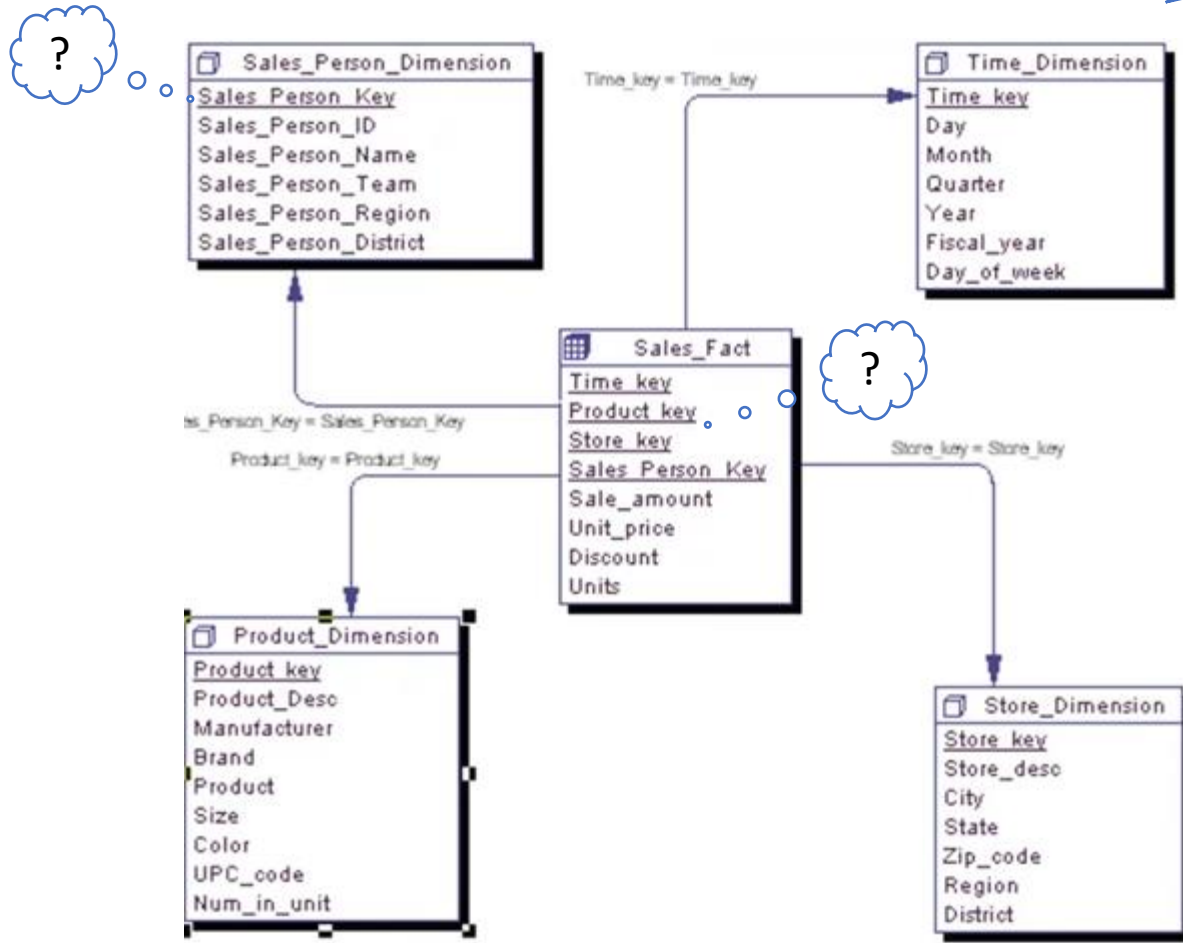 ?
Sales_Person_Dimension
Sales_Person_Key
Sales_Person_ID
Sales_Person_Name
Sales_Person_Team
Sales_Person_Region
Sales_Person_District
Time_key = Time_key
Time_Dimension
Time_key
Day
Month
Quarter
Year
Fiscal_year
Day_of_week
Sales_Fact
Time_key
Product_key
Store_key
Sales_Person_Key
Sale_amount
Unit_price
Discount
Units
?
es_Person_Key = Sales_Person_Key
Product_key = Product_key
Store_key = Store_key
Product_Dimension
Product_key
Product_Desc
Manufacturer
Brand
Product
Size
Color
UPC_code
Num_in_unit
Store_Dimension
Store_key
Store_desc
City
State
Zip_code
Region
District